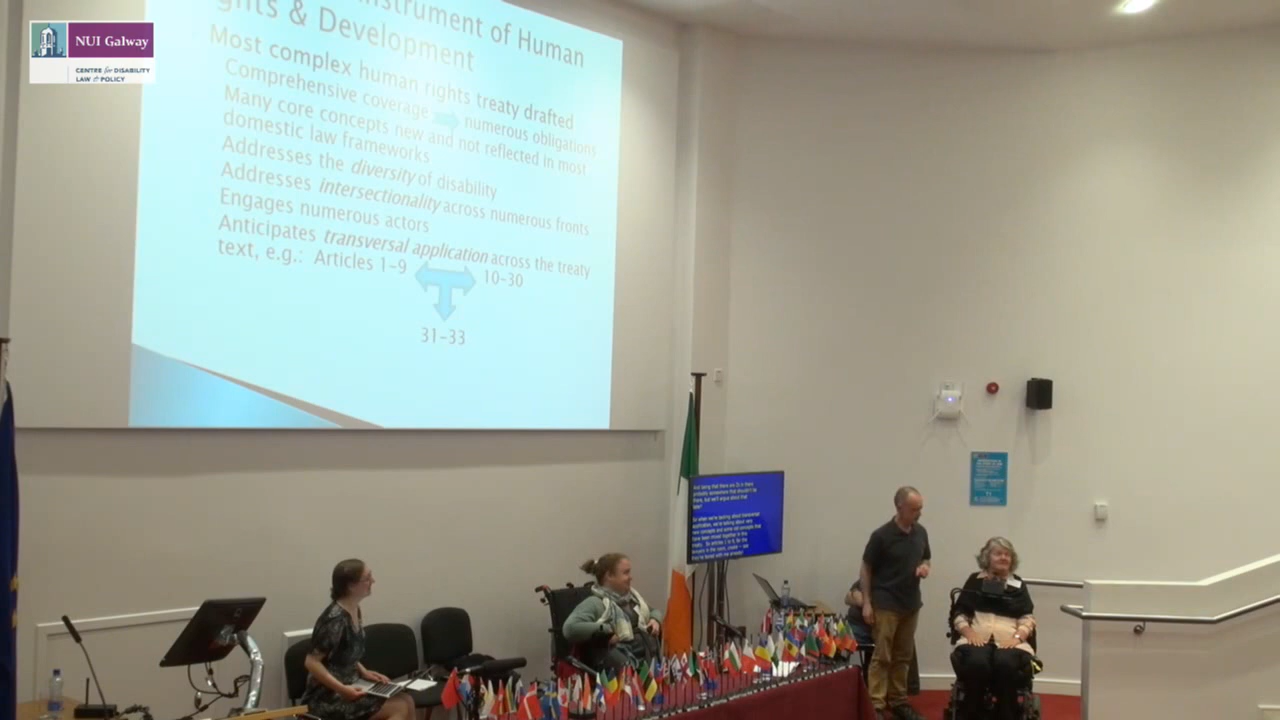 NUI Galway
CENTRE for DISABILITY
LAW & POLICY
nstrument of Human
ghts & Development
Most complex human rights treaty drafted
Comprehensive coverage numerous obligations
Many core concepts new and not reflected in most
domestic law frameworks
Addresses the diversity of disability
Addresses intersectionality across numerous fronts
Engages numerous actors
Anticipates transversal application across the treaty
text, e.g.: Articles 1-9 10-30
31-33